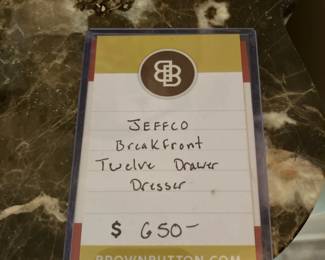 BB
JEFFCO
Breakfront
Twelve Drawer
Dresser
$ 650-
BROWNBUTTON.COM